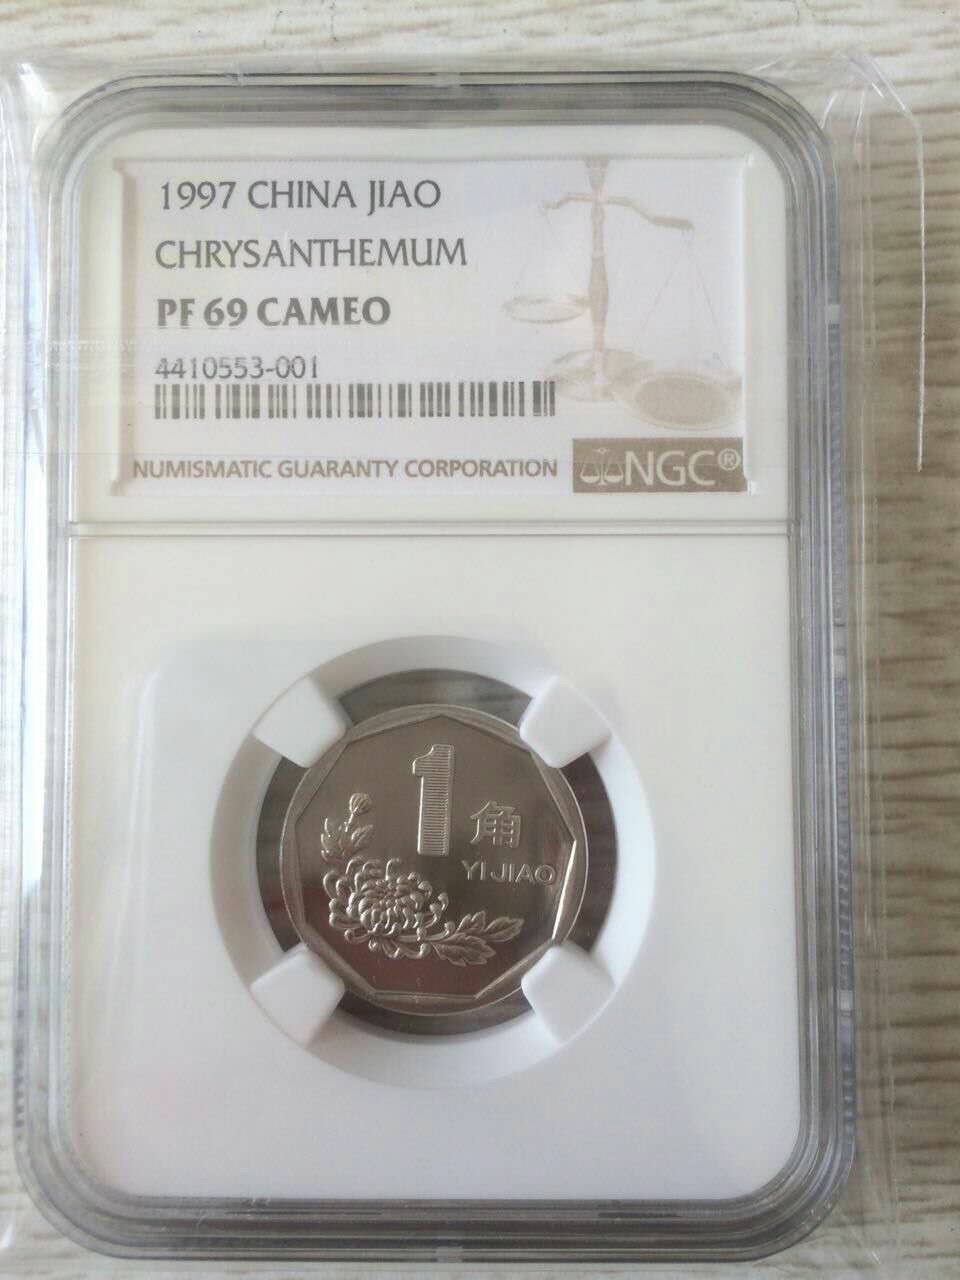 1997 CHINA JIAO
CHRYSANTHEMUM
PF 69 CAMEO
4410553-001
NUMISMATIC GUARANTY CORPORATION
NGC®
1
角
YI JIAO